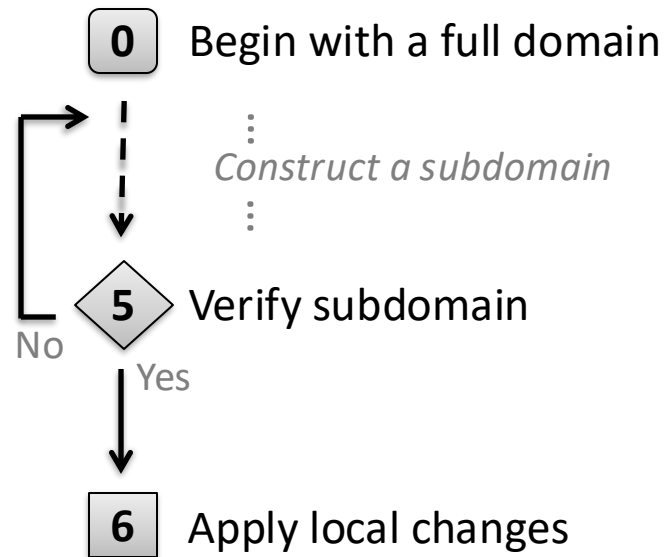 0 Begin with a full domain
⋮
Construct a subdomain
⋮
5 Verify subdomain
No
Yes
6 Apply local changes